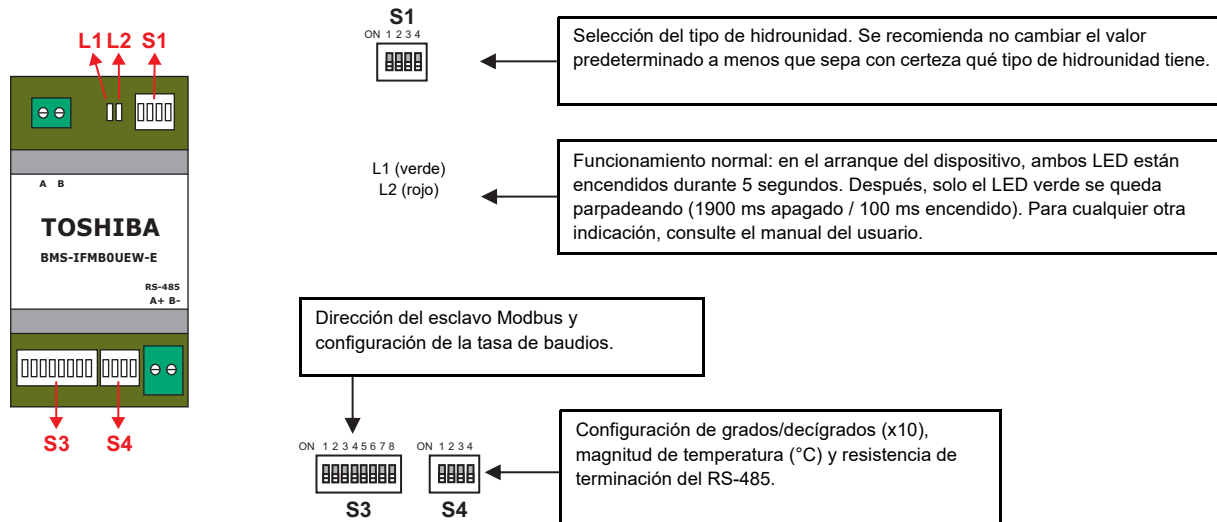 L1 L2 S1
A B
TOSHIBA
BMS-IFMB0UEW-E
RS-485
A+ B-
S3 S4
S1
ON 1 2 3 4
Selección del tipo de hidrounidad. Se recomienda no cambiar el valor
predeterminado a menos que sepa con certeza qué tipo de hidrounidad tiene.
L1 (verde)
L2 (rojo)
Funcionamiento normal: en el arranque del dispositivo, ambos LED están
encendidos durante 5 segundos. Después, solo el LED verde se queda
parpadeando (1900 ms apagado / 100 ms encendido). Para cualquier otra
indicación, consulte el manual del usuario.
Dirección del esclavo Modbus y
configuración de la tasa de baudios.
ON 1 2 3 4 5 6 7 8 ON 1 2 3 4
S3 S4
Configuración de grados/decígrados (x10),
magnitud de temperatura (°C) y resistencia de
terminación del RS-485.